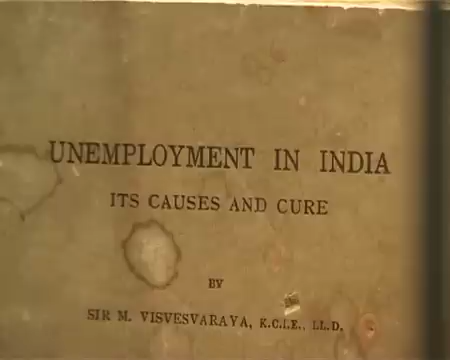 UNEMPLOYMENT IN INDIA
ITS CAUSES AND CURE
BY
SIR M. VISVESVARAYA, K.C.I.E., LL.D.